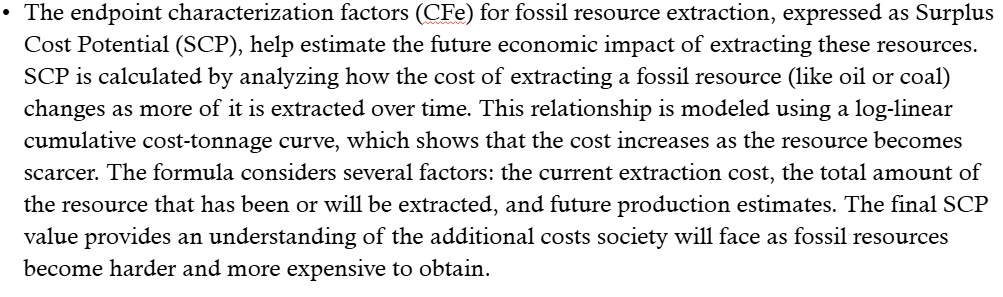 • The endpoint characterization factors (CFe) for fossil resource extraction, expressed as Surplus
Cost Potential (SCP), help estimate the future economic impact of extracting these resources.
SCP is calculated by analyzing how the cost of extracting a fossil resource (like oil or coal)
changes as more of it is extracted over time. This relationship is modeled using a log-linear
cumulative cost-tonnage curve, which shows that the cost increases as the resource becomes
scarcer. The formula considers several factors: the current extraction cost, the total amount of
the resource that has been or will be extracted, and future production estimates. The final SCP
value provides an understanding of the additional costs society will face as fossil resources
become harder and more expensive to obtain.